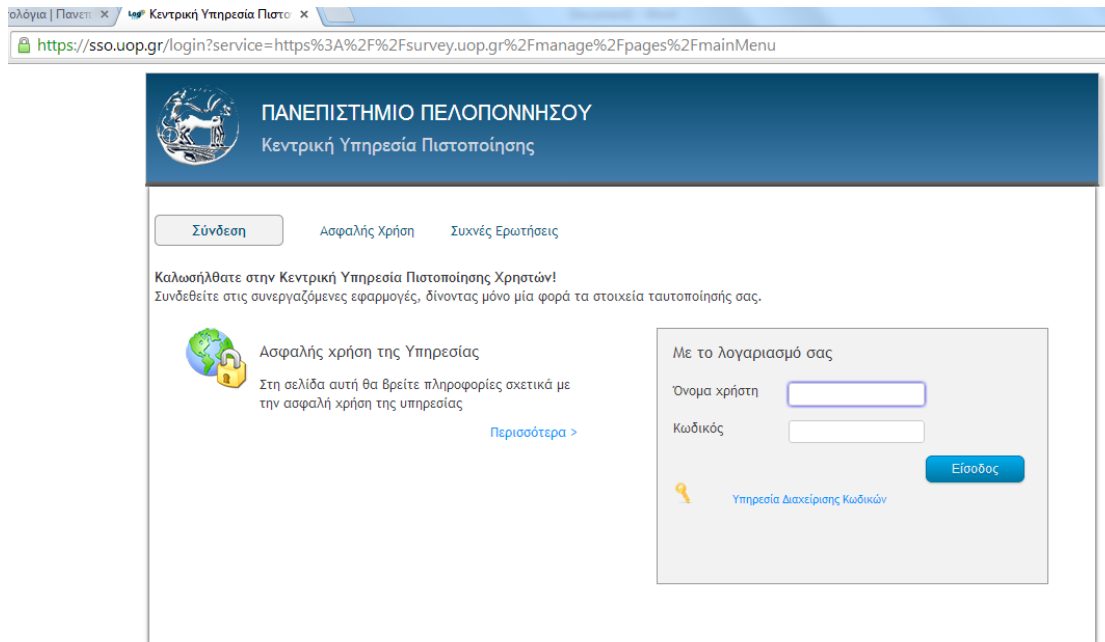 ολόγια | Πανεπ
Κεντρική Υπηρεσία Πιστο
https://sso.uop.gr/login?service=https%3A%2F%2Fsurvey.uop.gr%2Fmanage%2Fpages%2FmainMenu
ΠΑΝΕΠΙΣΤΗΜΙΟ ΠΕΛΟΠΟΝΝΗΣΟΥ
Κεντρική Υπηρεσία Πιστοποίησης
Σύνδεση Ασφαλής Χρήση Συχνές Ερωτήσεις
Καλωσήλθατε στην Κεντρική Υπηρεσία Πιστοποίησης Χρηστών!
Συνδεθείτε στις συνεργαζόμενες εφαρμογές, δίνοντας μόνο μία φορά τα στοιχεία ταυτοποίησής σας.
Ασφαλής χρήση της Υπηρεσίας
Στη σελίδα αυτή θα βρείτε πληροφορίες σχετικά με
την ασφαλή χρήση της υπηρεσίας
Περισσότερα >
Με το λογαριασμό σας
Όνομα χρήστη
Κωδικός
Είσοδος
Υπηρεσία Διαχείρισης Κωδικών